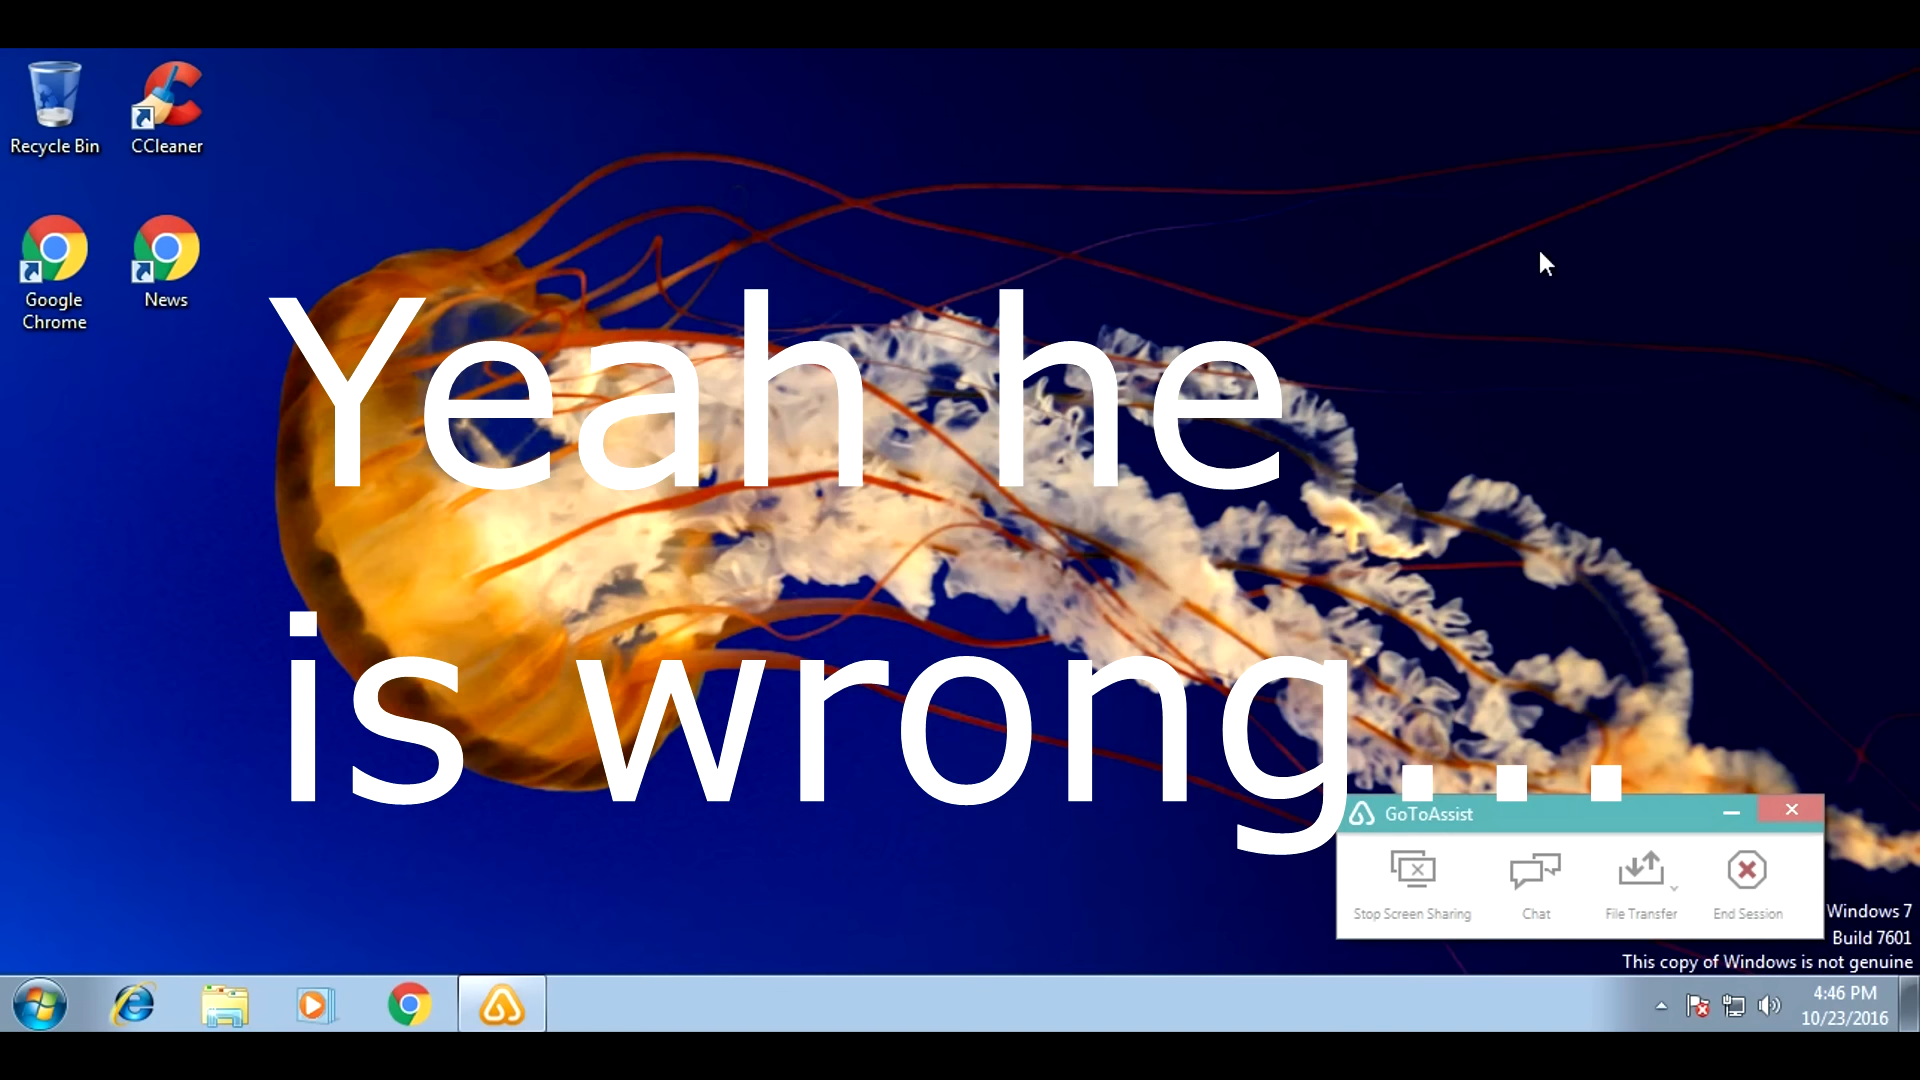 Recycle Bin
CCleaner
Google
Chrome
News
Yeah he
is wrong...
GoToAssist
Stop Screen Sharing
Chat
File Transfer
End Session
Windows 7
Build 7601
This copy of Windows is not genuine
4:46 PM
10/23/2016